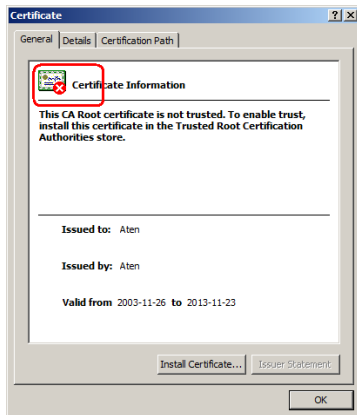 Certificate
General Details Certification Path
Certificate Information
This CA Root certificate is not trusted. To enable trust,
install this certificate in the Trusted Root Certification
Authorities store.
Issued to: Aten
Issued by: Aten
Valid from 2003-11-26 to 2013-11-23
Install Certificate... Issuer Statement
OK